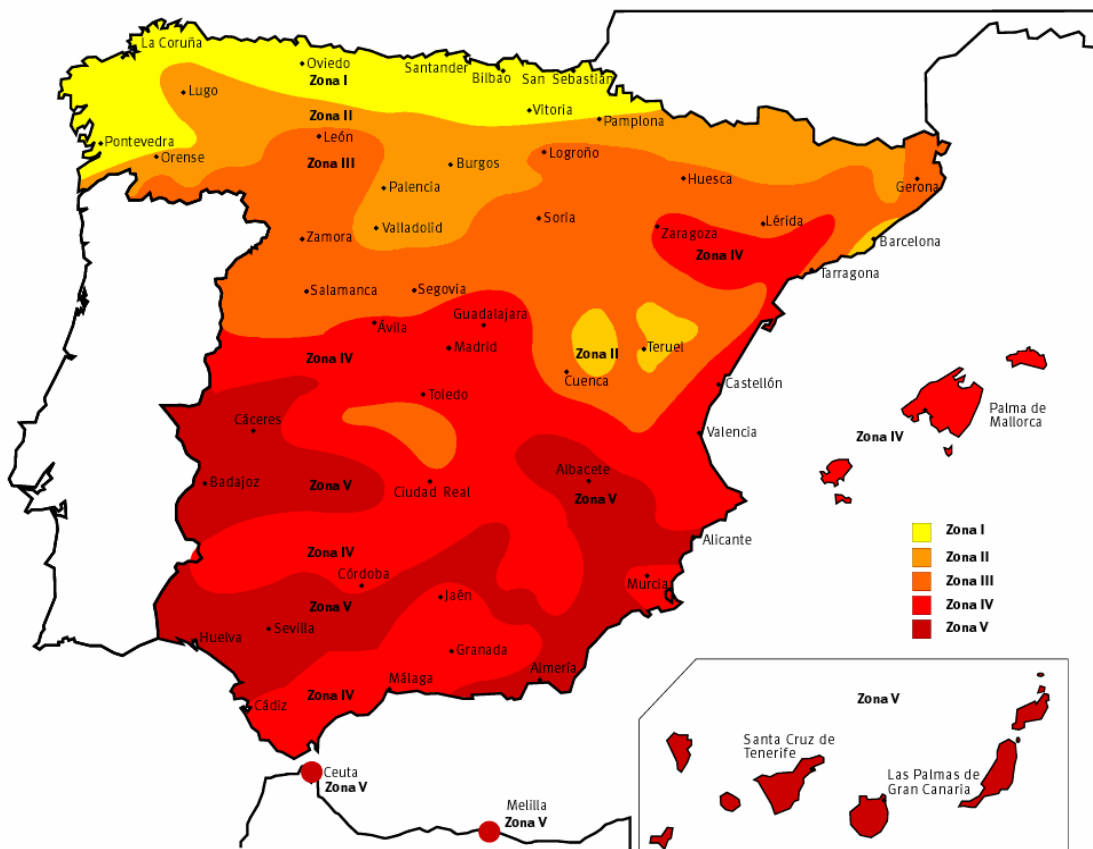 La Coruña
Oviedo
Santander
Bilbao
San Sebastián
Zona I
Lugo
Vitoria
Zona II
Pamplona
León
Pontevedra
Orense
Zona III
Burgos
Logroño
Palencia
Huesca
Gerona
Soria
Valladolid
Zaragoza
Lérida
Zamora
Barcelona
Zona IV
Tarragona
Salamanca
Segovia
Guadalajara
Ávila
Madrid
Zona IV
Zona II
Teruel
Cuenca
Toledo
Castellón
Cáceres
Valencia
Palma de
Mallorca
Zona IV
Badajoz
Zona V
Ciudad Real
Albacete
Zona V
Alicante
Zona IV
Córdoba
Murcia
Jaén
Zona V
Huelva
Sevilla
Granada
Almería
Málaga
Zona IV
Cádiz
Ceuta
Zona V
Melilla
Zona V
Zona I
Zona II
Zona III
Zona IV
Zona V
Zona V
Santa Cruz de
Tenerife
Las Palmas de
Gran Canaria